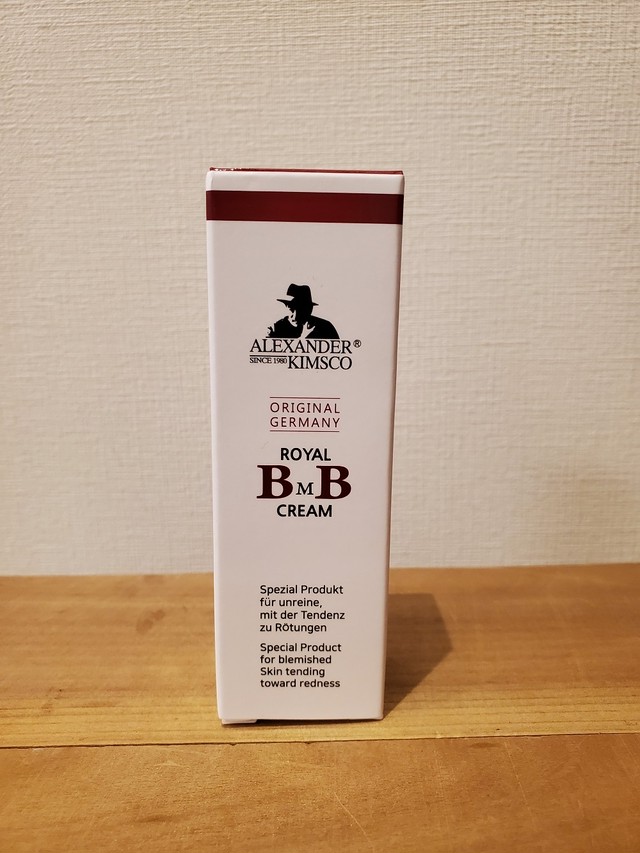 ALEXANDER®
SINCE 1980 KIMSCO
ORIGINAL
GERMANY
ROYAL
BMB
CREAM
Spezial Produkt
für unreine,
mit der Tendenz
zu Rötungen
Special Product
for blemished
Skin tending
toward redness